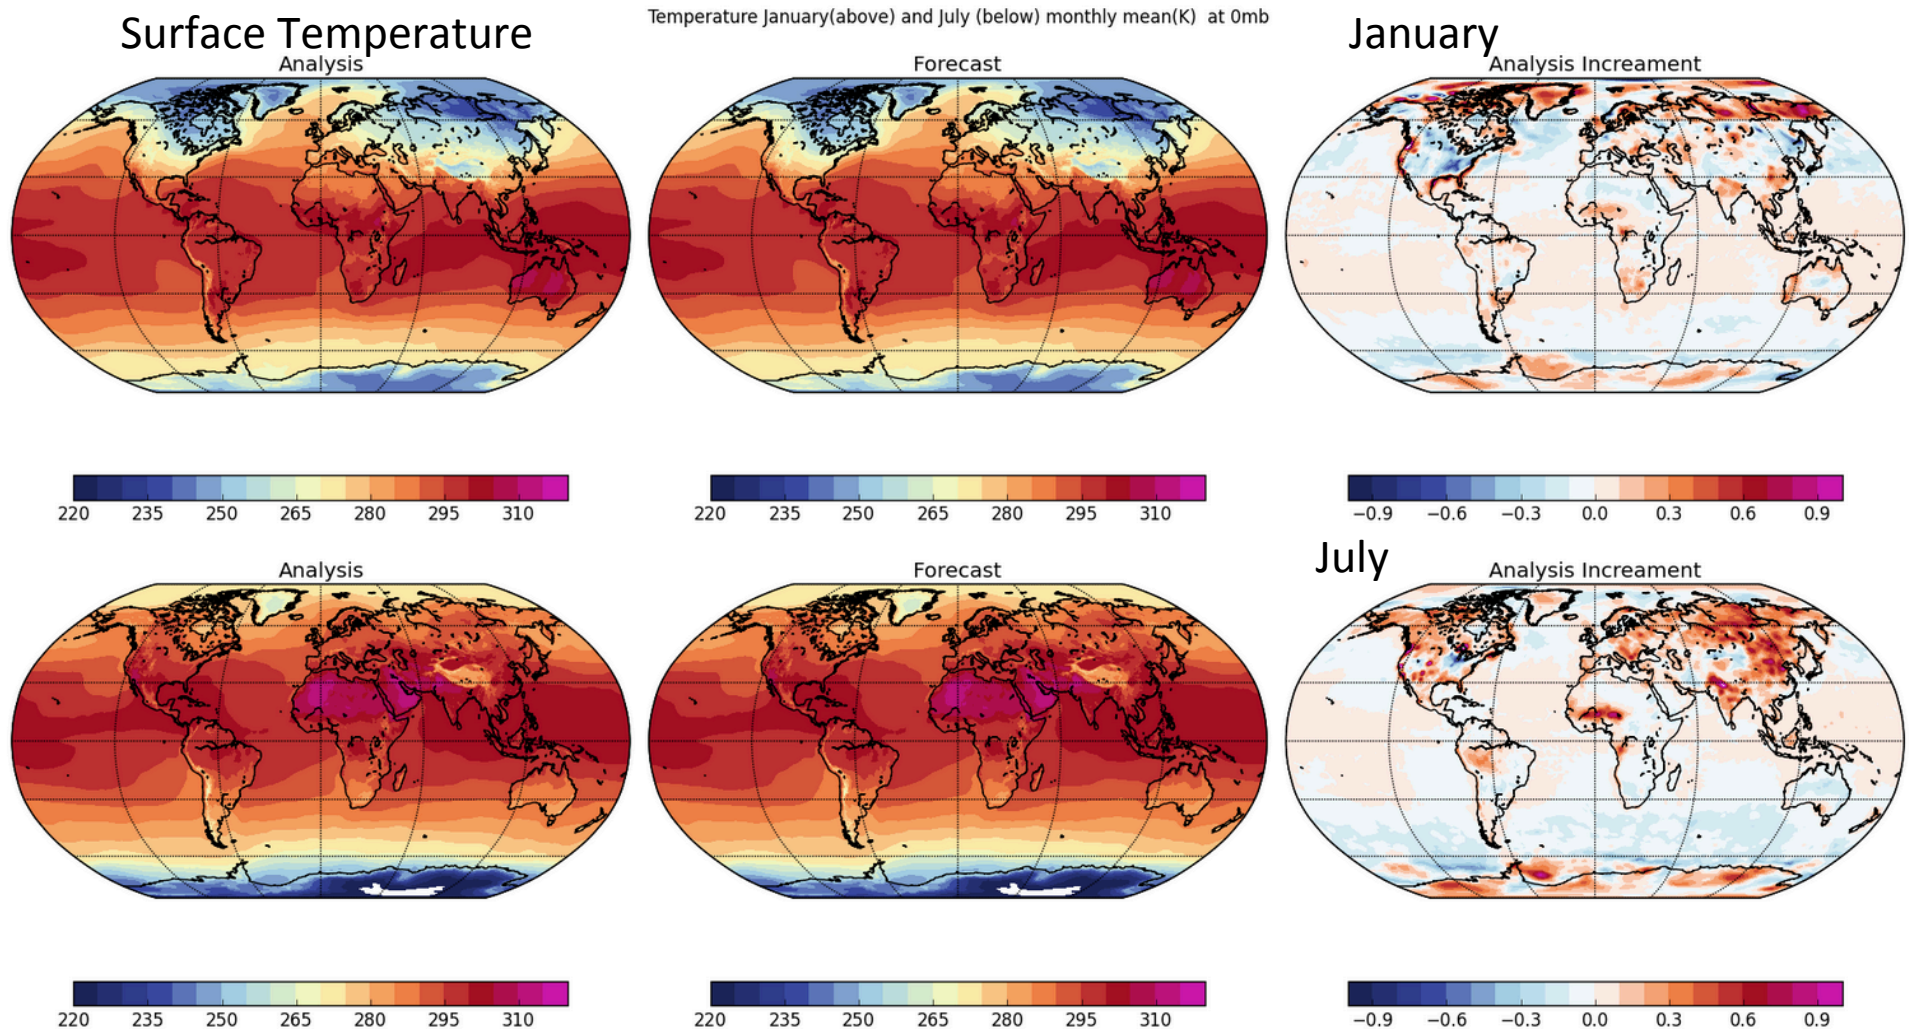 Temperature January(above) and July (below) monthly mean(K) at 0mb
Surface Temperature
January
Analysis
Forecast
Analysis Increament
220 235 250 265 280 295 310
220 235 250 265 280 295 310
−0.9 −0.6 −0.3 0.0 0.3 0.6 0.9
July
Analysis
Forecast
Analysis Increament
220 235 250 265 280 295 310
220 235 250 265 280 295 310
−0.9 −0.6 −0.3 0.0 0.3 0.6 0.9